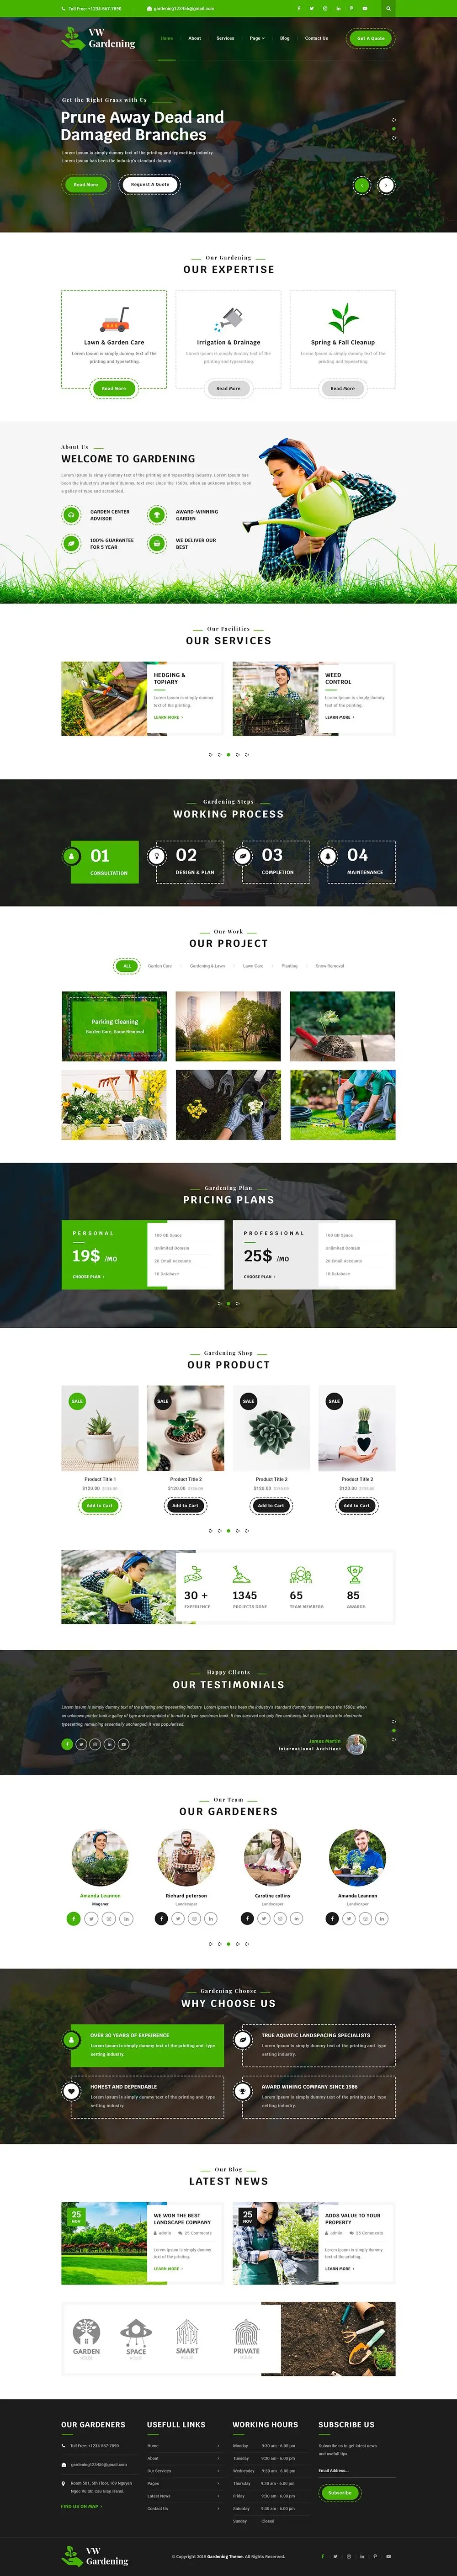 Toll Free: +1234 567 7890
gardening123456@gmail.com
VW
Gardening
Home
About
Services
Page
Blog
Contact Us
Get A Quote
Get the Right Grass with Us
Prune Away Dead and
Damaged Branches
Lorem Ipsum is simply dummy text of the printing and typesetting industry.
Lorem Ipsum has been the industry's standard dummy.
Read More
Request A Quote
Our Gardening
OUR EXPERTISE
Lawn & Garden Care
Lorem Ipsum is simply dummy text of the
printing and typesetting.
Read More
Irrigation & Drainage
Lorem Ipsum is simply dummy text of the
printing and typesetting.
Read More
Spring & Fall Cleanup
Lorem Ipsum is simply dummy text of the
printing and typesetting.
Read More
About Us
WELCOME TO GARDENING
Lorem Ipsum is simply dummy text of the printing and typesetting industry. Lorem Ipsum has
been the industry's standard dummy. text ever since the 1500s, when an unknown printer, took
a galley of type and scrambled.
GARDEN CENTER
ADVISOR
AWARD-WINNING
GARDEN
100% GUARANTEE
FOR 5 YEAR
WE DELIVER OUR
BEST
Our Facilities
OUR SERVICES
HEDGING &
TOPIARY
Lorem Ipsum is simply dummy
text of the printing.
LEARN MORE
WEED
CONTROL
Lorem Ipsum is simply dummy
text of the printing.
LEARN MORE
Gardening Steps
WORKING PROCESS
01
CONSULTATION
02
DESIGN & PLAN
03
COMPLETION
04
MAINTENANCE
Our Work
OUR PROJECT
ALL
Garden Care
Gardening & Lawn
Lawn Care
Planting
Snow Removal
Parking Cleaning
Garden Care, Snow Removal
Gardening Plan
PRICING PLANS
PERSONAL
19$ /MO
CHOOSE PLAN
100 GB Space
Unlimited Domain
20 Email Accounts
10 Database
PROFESSIONAL
25$ /MO
CHOOSE PLAN
100 GB Space
Unlimited Domain
20 Email Accounts
10 Database
Gardening Shop
OUR PRODUCT
SALE
Product Title 1
$120.00
Add to Cart
SALE
Product Title 2
$120.00
Add to Cart
SALE
Product Title 2
$120.00
Add to Cart
SALE
Product Title 2
$120.00
Add to Cart
30 +
EXPERIENCE
1345
PROJECTS DONE
65
TEAM MEMBERS
85
AWARDS
Happy Clients
OUR TESTIMONIALS
Lorem Ipsum is simply dummy text of the printing and typesetting industry. Lorem Ipsum has been the industry's standard dummy text ever since the 1500s, when
an unknown printer took a galley of type and scrambled it to make a type specimen book. It has survived not only five centuries, but also the leap into electronic
typesetting, remaining essentially unchanged. It was popularised
James Martin
International Architect
Our Team
OUR GARDENERS
Amanda Loannon
Meganer
Richard peterson
Landscaper
Caroline collins
Landscaper
Amanda Loannon
Landscaper
Gardening Choose
WHY CHOOSE US
OVER 30 YEARS OF EXPEIRENCE
Lorem Ipsum is simply dummy text of the printing and type
setting industry.
TRUE AQUATIC LANDSPACING SPECIALISTS
Lorem Ipsum is simply dummy text of the printing and type
setting industry.
HONEST AND DEPENDABLE
Lorem Ipsum is simply dummy text of the printing and type
setting industry.
AWARD WINING COMPANY SINCE 1986
Lorem Ipsum is simply dummy text of the printing and type
setting industry.
Our Blog
LATEST NEWS
25
NOV
WE WON THE BEST
LANDSCAPE COMPANY
admin
35 Comments
Lorem Ipsum is simply dummy
text of the printing.
LEARN MORE
25
NOV
ADDS VALUE TO YOUR
PROPERTY
admin
35 Comments
Lorem Ipsum is simply dummy
text of the printing.
LEARN MORE
GARDEN
SPACE
SMART
PRIVATE
OUR GARDENERS
Toll Free: +1234 567 7890
gardening123456@gmail.com
Room 501, 5th Floor, 169 Nguyen
Ngoc Vu Str, Cau Giay, Hanoi.
FIND US ON MAP
USEFULL LINKS
Home
About
Our Services
Pages
Latest News
Contact Us
WORKING HOURS
Monday 9:30 am - 6.00 pm
Tuesday 9:30 am - 6.00 pm
Wednesday 9:30 am - 6.00 pm
Thursday 9:30 am - 6.00 pm
Friday 9:30 am - 6.00 pm
Saturday 9:30 am - 6.00 pm
Sunday Closed
SUBSCRIBE US
Subscribe us to get latest news
and usefull tips.
Email Address...
Subscribe
VW
Gardening
© Copyright 2019 Gardening Theme. All Rights Reserved.